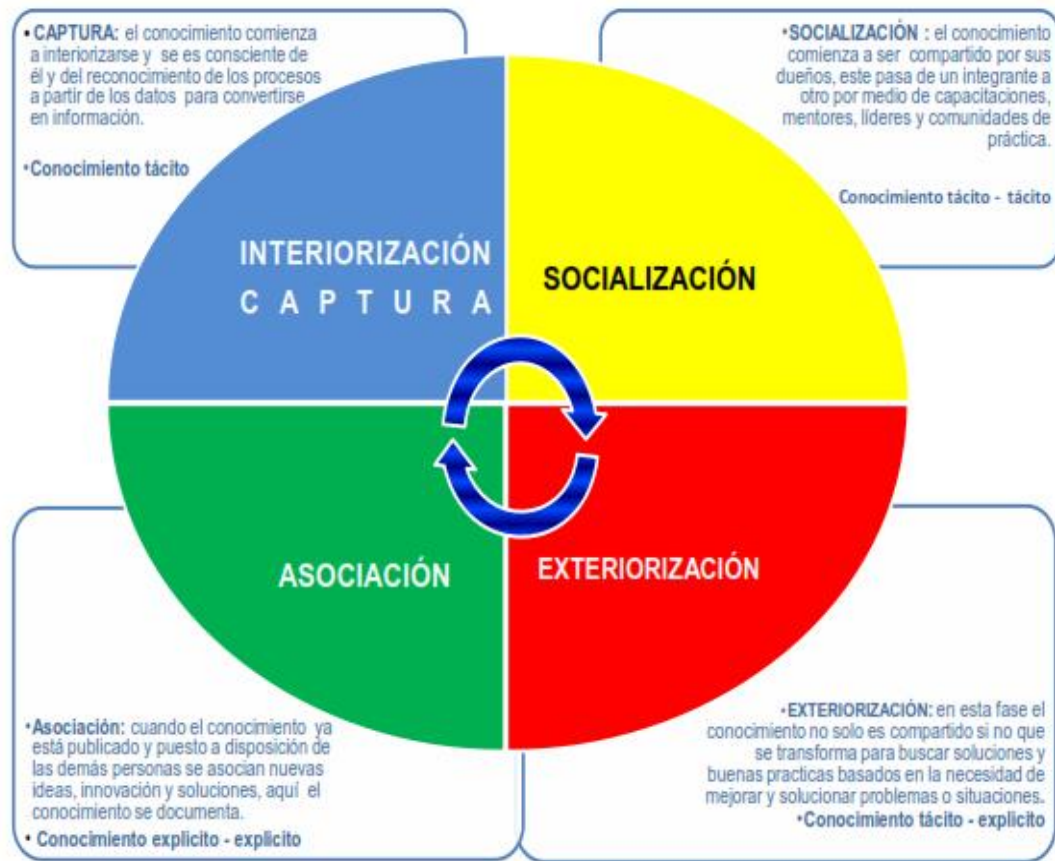 • CAPTURA: el conocimiento comienza
a interiorizarse y se es consciente de
él y del reconocimiento de los procesos
a partir de los datos para convertirse
en información.
•Conocimiento tácito
•SOCIALIZACIÓN : el conocimiento
comienza a ser compartido por sus
dueños, este pasa de un integrante a
otro por medio de capacitaciones,
mentores, líderes y comunidades de
práctica.
Conocimiento tácito - tácito
INTERIORIZACIÓN
C A P T U R A
SOCIALIZACIÓN
ASOCIACIÓN
EXTERIORIZACIÓN
•Asociación: cuando el conocimiento ya
está publicado y puesto a disposición de
las demás personas se asocian nuevas
ideas, innovación y soluciones, aquí el
conocimiento se documenta.
• Conocimiento explicito - explicito
•EXTERIORIZACIÓN: en esta fase el
conocimiento no solo es compartido si no que
se transforma para buscar soluciones y
buenas practicas basados en la necesidad de
mejorar y solucionar problemas o situaciones.
•Conocimiento tácito - explicito